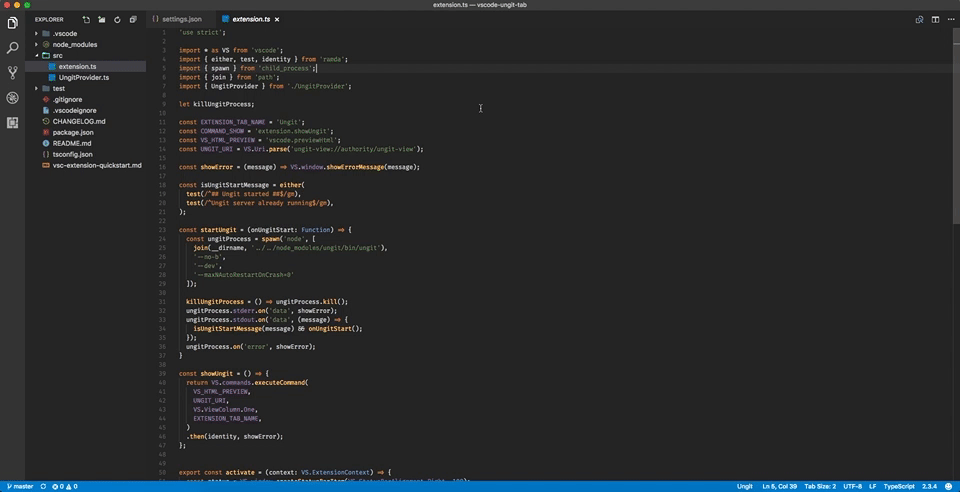 extension.ts — vscode-ungit-tab
EXPLORER
.vscode
node_modules
src
extension.ts
UngitProvider.ts
test
.gitignore
.vscodeignore
CHANGELOG.md
package.json
README.md
tsconfig.json
vsc-extension-quickstart.md
settings.json
extension.ts
1 'use strict';
2
3 import * as VS from 'vscode';
4 import { either, test, identity } from 'ramda';
5 import { spawn } from 'child_process';
6 import { join } from 'path';
7 import { UngitProvider } from './UngitProvider';
8
9 let killUngitProcess;
10
11 const EXTENSION_TAB_NAME = 'Ungit';
12 const COMMAND_SHOW = 'extension.showUngit';
13 const VS_HTML_PREVIEW = 'vscode.previewHtml';
14 const UNGIT_URI = VS.Uri.parse('ungit-view://authority/ungit-view');
15
16 const showError = (message) => VS.window.showErrorMessage(message);
17
18 const isUngitStartMessage = either(
19 test(/^## Ungit started ##$/gm),
20 test(/^Ungit server already running$/gm),
21 );
22
23 const startUngit = (onUngitStart: Function) => {
24 const ungitProcess = spawn('node', [
25 join(__dirname, '../../node_modules/ungit/bin/ungit'),
26 '--no-b',
27 '--dev',
28 '--maxNAutoRestartOnCrash=0'
29 ]);
30
31 killUngitProcess = () => ungitProcess.kill();
32 ungitProcess.stderr.on('data', showError);
33 ungitProcess.stdout.on('data', (message) => {
34 isUngitStartMessage(message) && onUngitStart();
35 });
36 ungitProcess.on('error', showError);
37 }
38
39 const showUngit = () => {
40 return VS.commands.executeCommand(
41 VS_HTML_PREVIEW,
42 UNGIT_URI,
43 VS.ViewColumn.One,
44 EXTENSION_TAB_NAME,
45 )
46 .then(identity, showError);
47 };
48
49
50 export const activate = (context: VS.ExtensionContext) => {
master 0 0 Ungit Ln 5, Col 39 Tab Size: 2 UTF-8 LF TypeScript 2.3.4